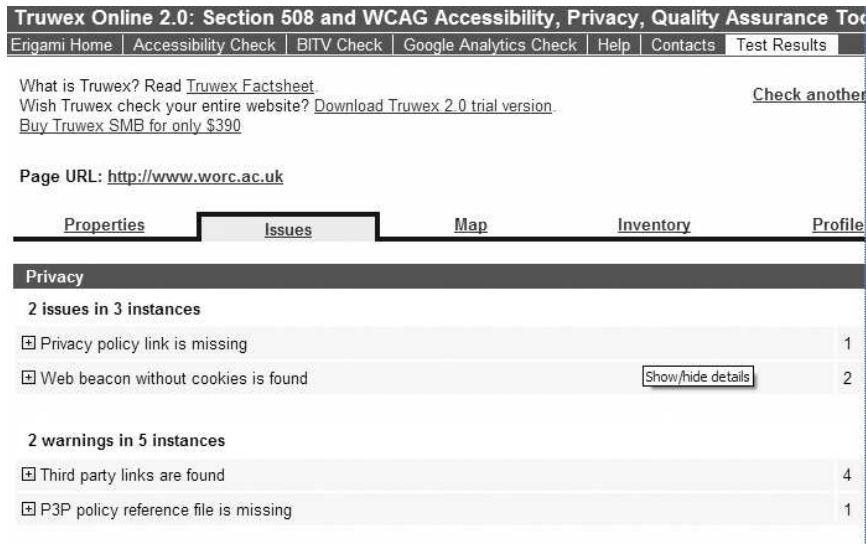 Truwex Online 2.0: Section 508 and WCAG Accessibility, Privacy, Quality Assurance Too
Erigami Home | Accessibility Check | BITV Check | Google Analytics Check | Help | Contacts Test Results
What is Truwex? Read Truwex Factsheet.
Wish Truwex check your entire website? Download Truwex 2.0 trial version.
Check another
Buy Truwex SMB for only $390
Page URL: http://www.worc.ac.uk
Properties Issues Map Inventory Profile
Privacy
2 issues in 3 instances
Privacy policy link is missing 1
Web beacon without cookies is found Show/hide details 2
2 warnings in 5 instances
Third party links are found 4
P3P policy reference file is missing 1